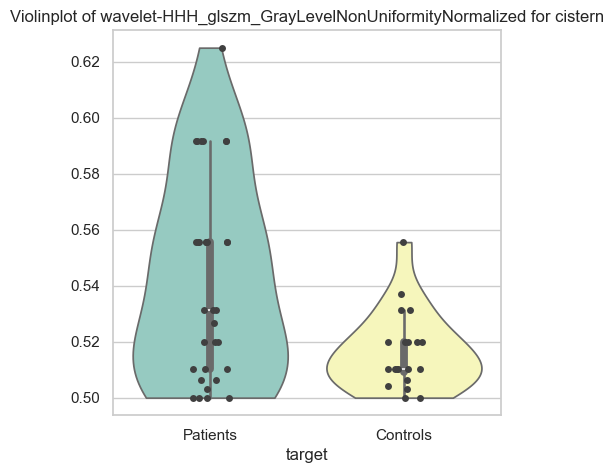 Violinplot of wavelet-HHH_glszm_GrayLevelNonUniformityNormalized for cistern
0.62
0.60
0.58
0.56
0.54
0.52
0.50
Patients Controls
target